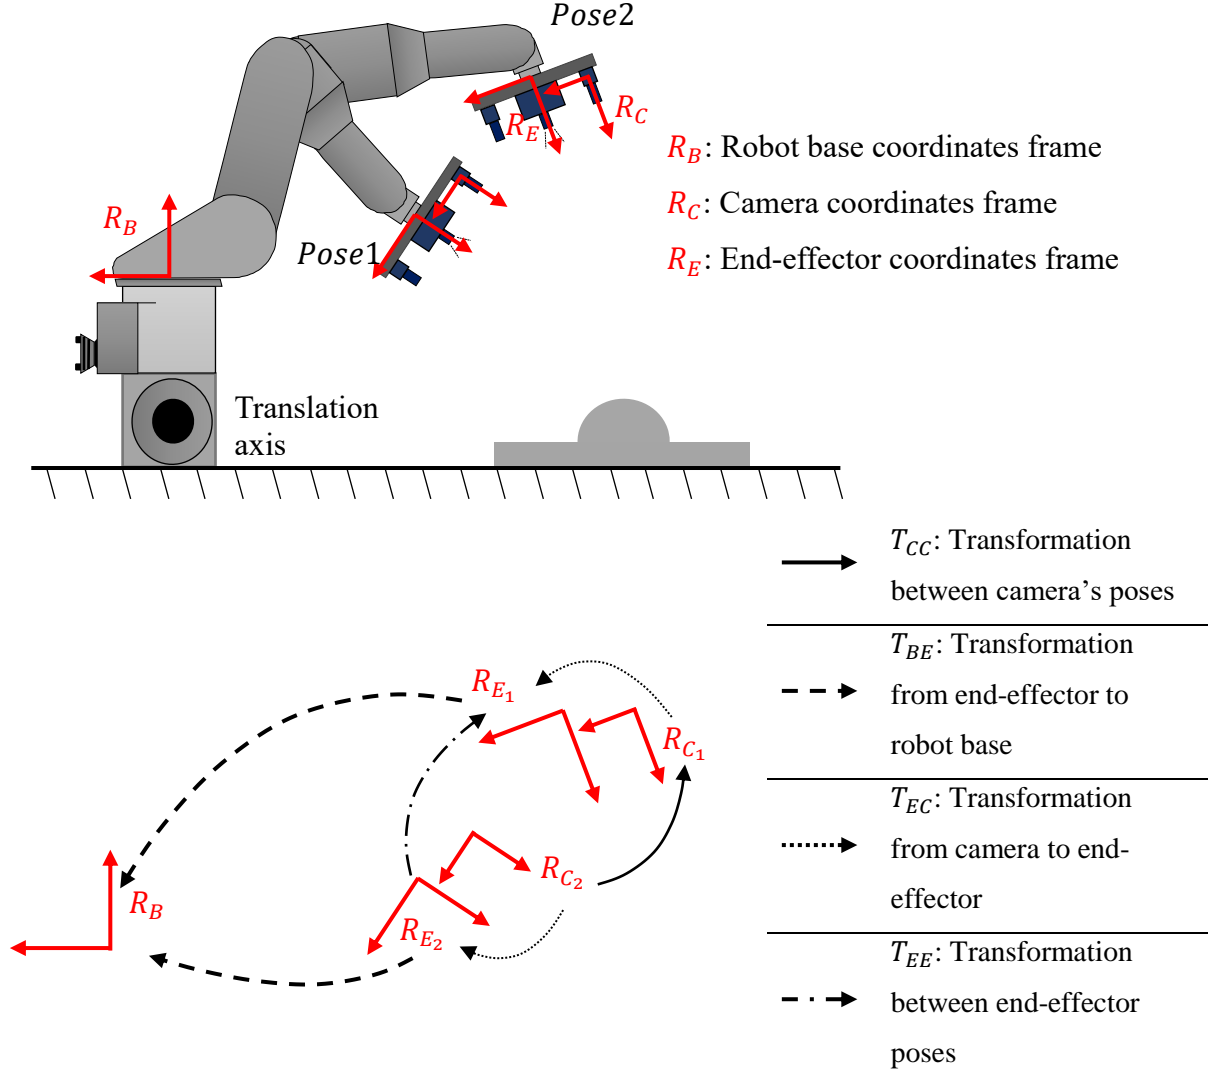 Pose2
R_C
R_E
R_B: Robot base coordinates frame
R_C: Camera coordinates frame
R_E: End-effector coordinates frame
R_B
Pose1
Translation
axis
T_CC: Transformation
between camera’s poses
T_BE: Transformation
from end-effector to
robot base
T_EC: Transformation
from camera to end-
effector
T_EE: Transformation
between end-effector
poses
R_E₁
R_C₁
R_C₂
R_B
R_E₂